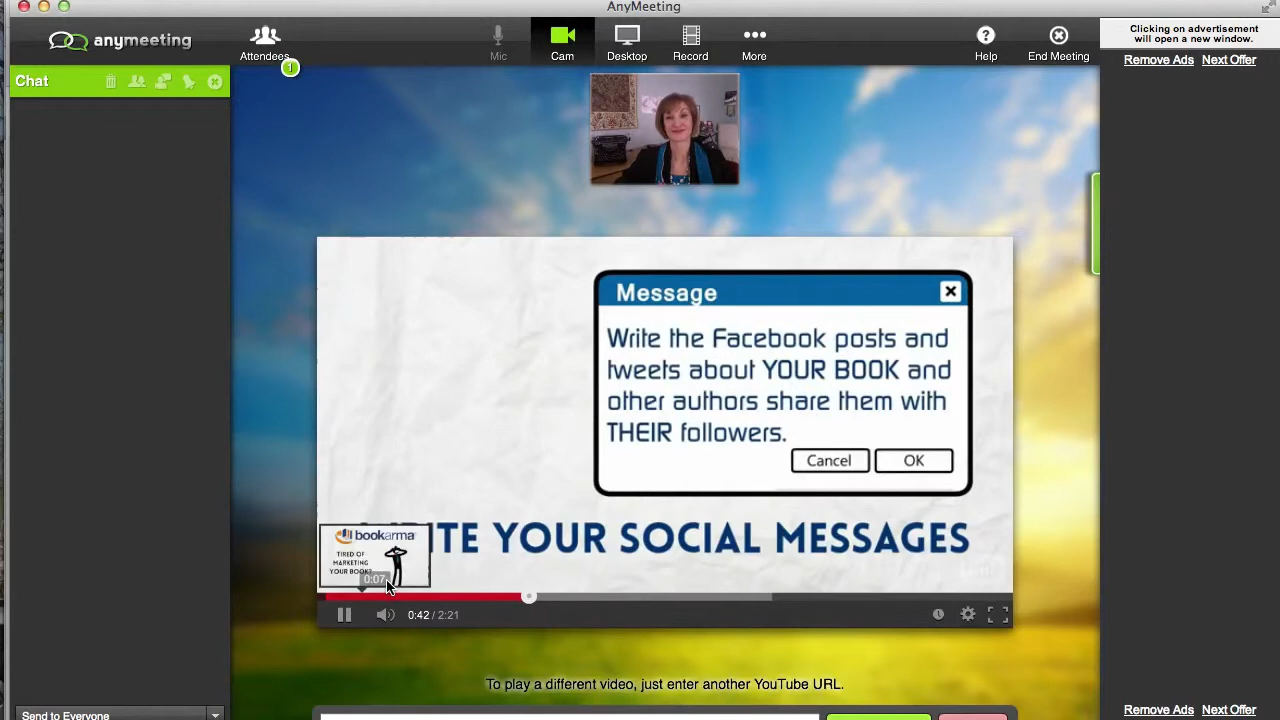 AnyMeeting
anymeeting
Attendees
1
Mic
Cam
Desktop
Record
More
Help
End Meeting
Clicking on advertisement
will open a new window.
Remove Ads Next Offer
Chat
Message
Write the Facebook posts and
tweets about YOUR BOOK and
other authors share them with
THEIR followers.
Cancel OK
YOUR SOCIAL MESSAGES
bookarma
TIRED OF
MARKETING
YOUR BOOK?
0:07
0:42 / 2:21
To play a different video, just enter another YouTube URL.
Send to Everyone
Remove Ads Next Offer